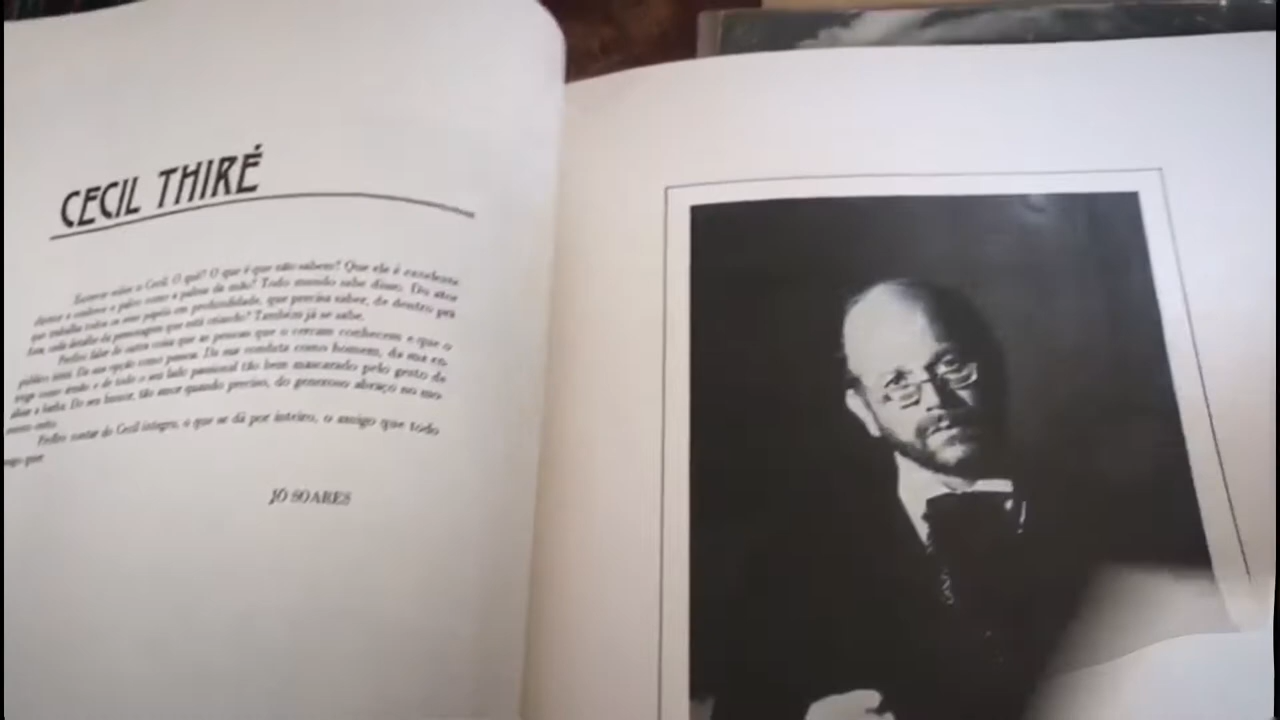 CECIL THIRÉ
Escrever sobre o Cecil. O quê? O que é que não sabem? Que ele é excelente
e conhece o palco como a palma da mão? Todo mundo sabe disso. Do ator
que trabalha todos os seus papéis em profundidade, que precisa saber, de dentro pra
fora, cada detalhe da personagem que está criando? Também já se sabe.
Prefiro falar de outra coisa que as pessoas que o cercam conhecem e que o
público não. Da sua opção como pessoa. Da sua conduta como homem, da sua en-
como irmão e de todo o seu lado passional tão bem mascarado pelo gesto de
a barba. Do seu humor, tão amor quando preciso, do generoso abraço no mo-
mento certo.
Prefiro contar do Cecil íntegro, o que se dá por inteiro, o amigo que todo
que
JÔ SOARES